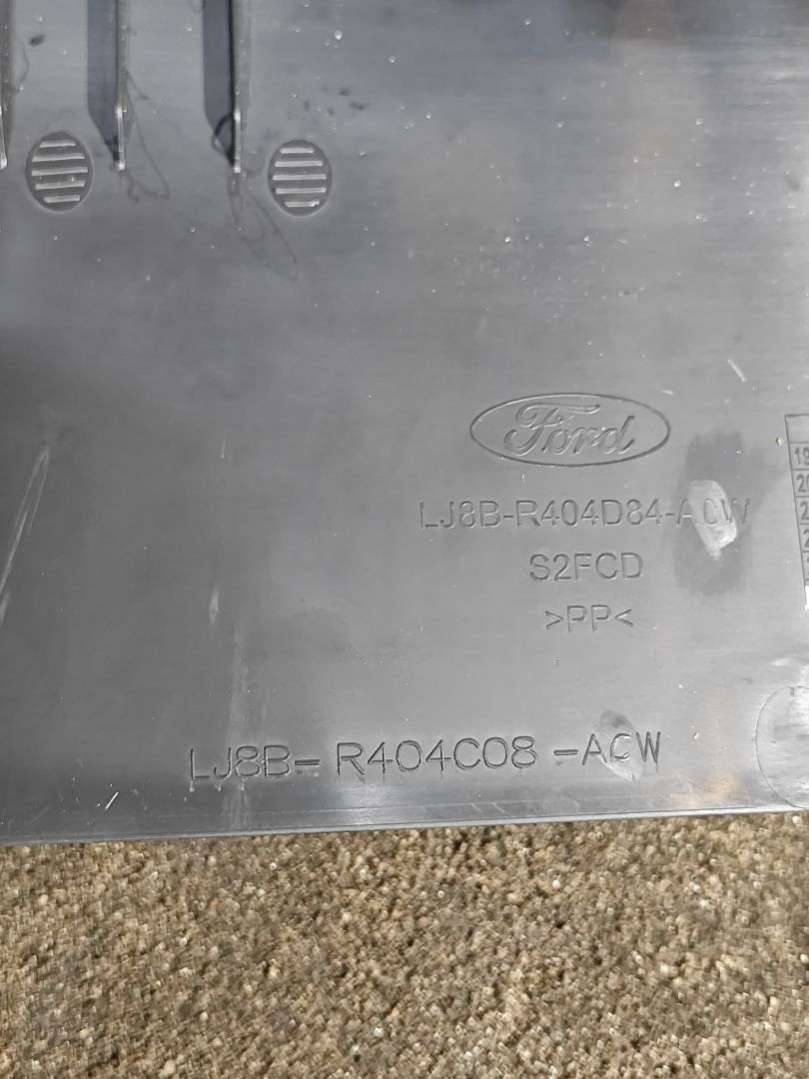 Ford
LJ8B-R404D84-ACW
S2FCD
>PP<
LJ8B-R404C08-ACW